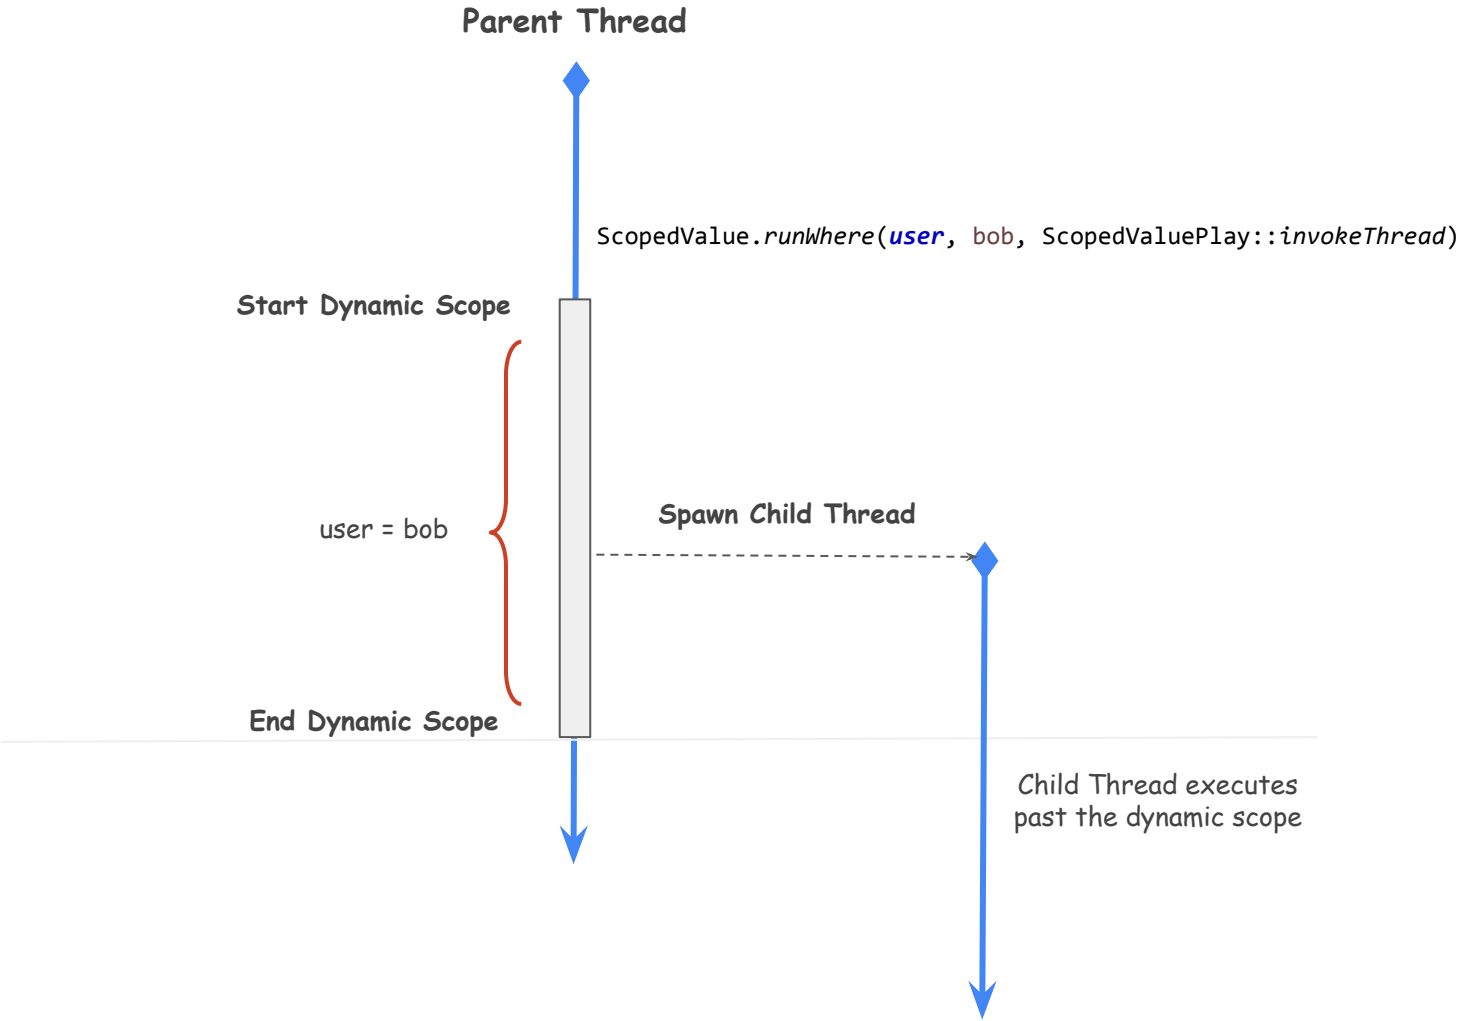 Parent Thread
ScopedValue.runWhere(user, bob, ScopedValuePlay::invokeThread)
Start Dynamic Scope
Spawn Child Thread
user = bob
End Dynamic Scope
Child Thread executes
past the dynamic scope